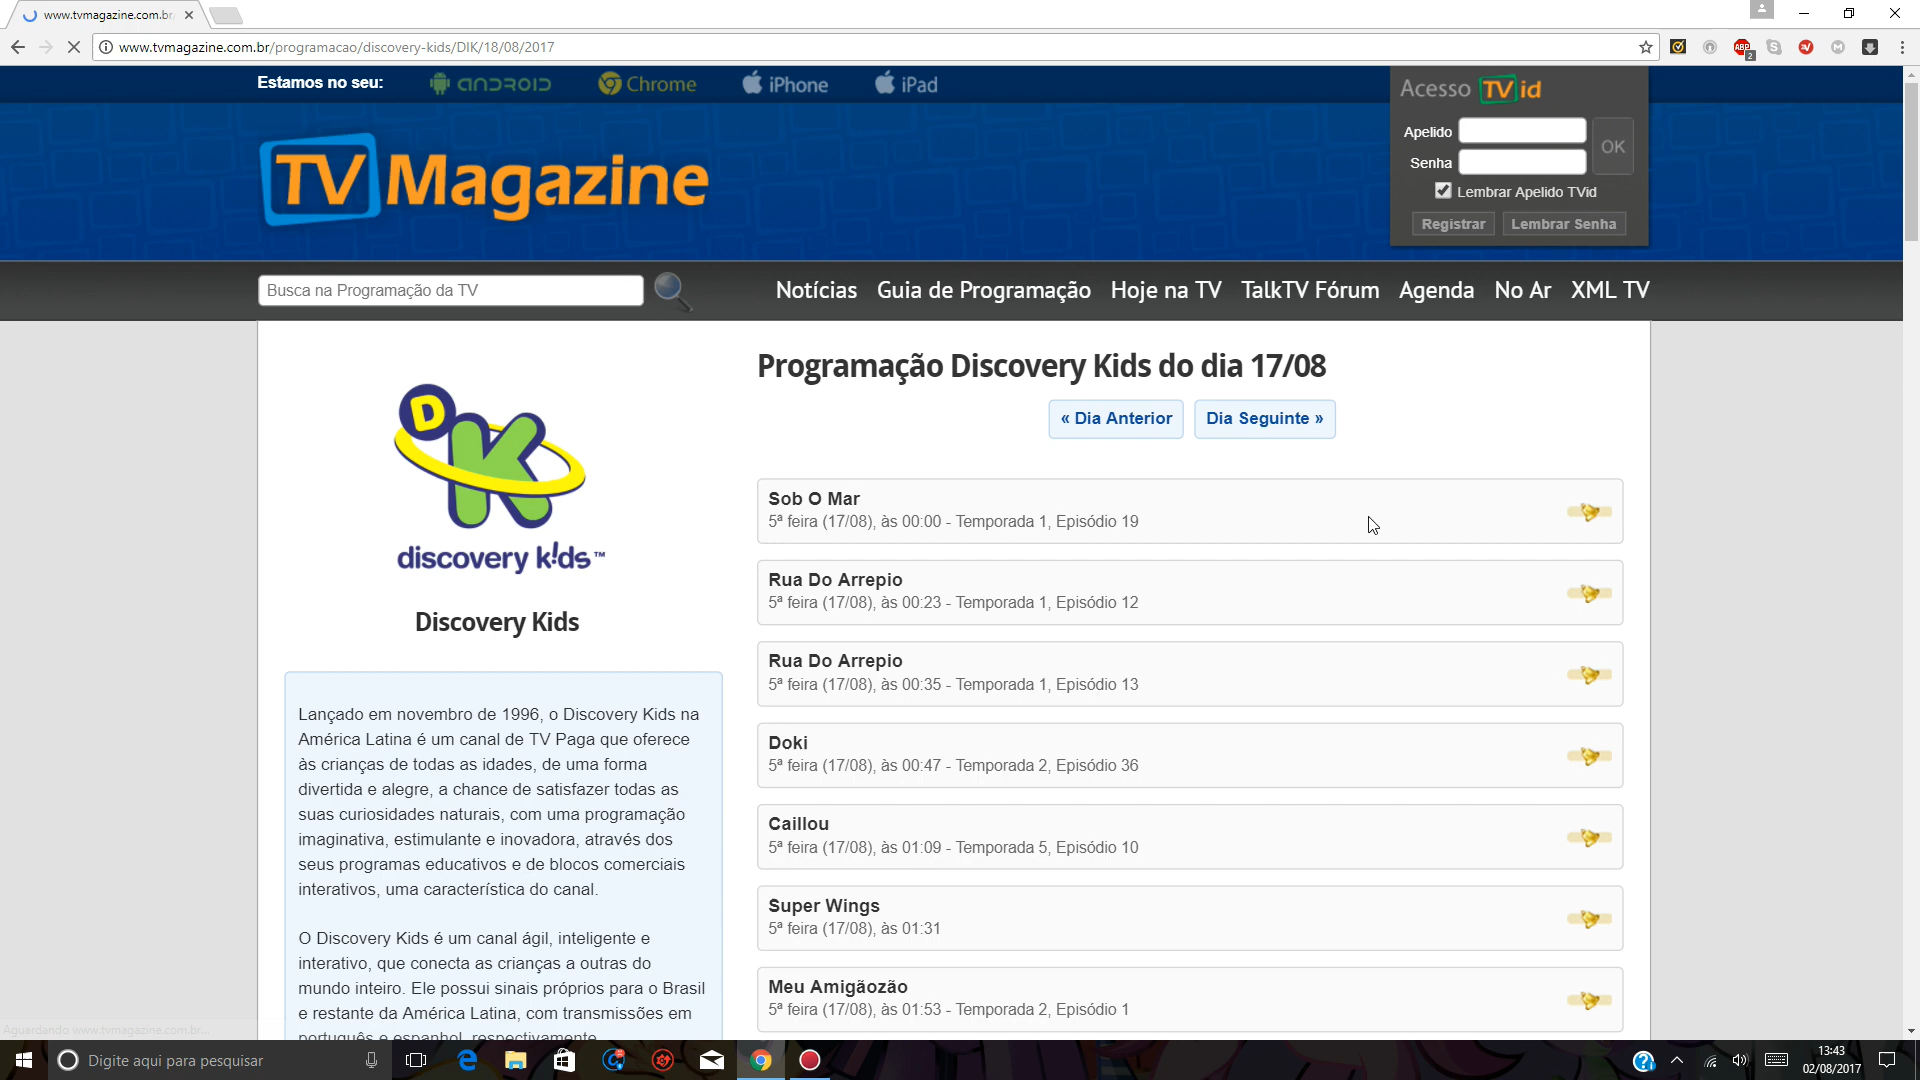 www.tvmagazine.com.br
www.tvmagazine.com.br/programacao/discovery-kids/DIK/18/08/2017
ABP
2
Estamos no seu:
ANDROID
Chrome
iPhone
iPad
Acesso TVid
Apelido
OK
Senha
Lembrar Apelido TVid
Registrar
Lembrar Senha
TV Magazine
Busca na Programação da TV
Notícias
Guia de Programação
Hoje na TV
TalkTV Fórum
Agenda
No Ar
XML TV
D
K
discovery k!ds™
Discovery Kids
Lançado em novembro de 1996, o Discovery Kids na
América Latina é um canal de TV Paga que oferece
às crianças de todas as idades, de uma forma
divertida e alegre, a chance de satisfazer todas as
suas curiosidades naturais, com uma programação
imaginativa, estimulante e inovadora, através dos
seus programas educativos e de blocos comerciais
interativos, uma característica do canal.
O Discovery Kids é um canal ágil, inteligente e
interativo, que conecta as crianças a outras do
mundo inteiro. Ele possui sinais próprios para o Brasil
e restante da América Latina, com transmissões em
português e espanhol, respectivamente.
Programação Discovery Kids do dia 17/08
« Dia Anterior
Dia Seguinte »
Sob O Mar
5ª feira (17/08), às 00:00 - Temporada 1, Episódio 19
Rua Do Arrepio
5ª feira (17/08), às 00:23 - Temporada 1, Episódio 12
Rua Do Arrepio
5ª feira (17/08), às 00:35 - Temporada 1, Episódio 13
Doki
5ª feira (17/08), às 00:47 - Temporada 2, Episódio 36
Caillou
5ª feira (17/08), às 01:09 - Temporada 5, Episódio 10
Super Wings
5ª feira (17/08), às 01:31
Meu Amigãozão
5ª feira (17/08), às 01:53 - Temporada 2, Episódio 1
Aguardando www.tvmagazine.com.br...
Digite aqui para pesquisar
13:43
02/08/2017